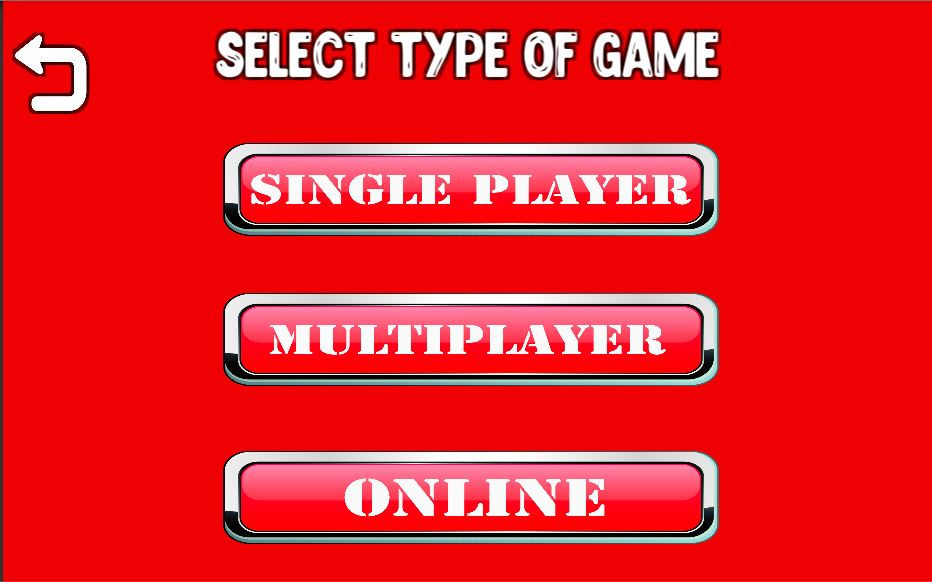 SELECT TYPE OF GAME
SINGLE PLAYER
MULTIPLAYER
ONLINE